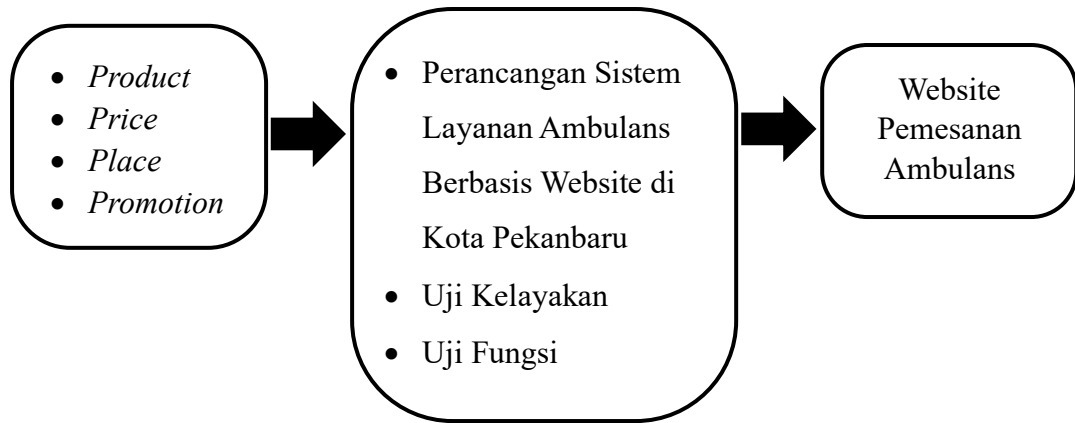 • Product
• Price
• Place
• Promotion
• Perancangan Sistem
Layanan Ambulans
Berbasis Website di
Kota Pekanbaru
• Uji Kelayakan
• Uji Fungsi
Website
Pemesanan
Ambulans